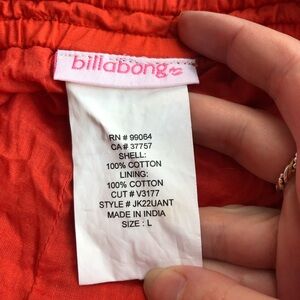 billabong
RN # 99064
CA # 37757
SHELL:
100% COTTON
LINING:
100% COTTON
CUT # V3177
STYLE # JK22UANT
MADE IN INDIA
SIZE : L